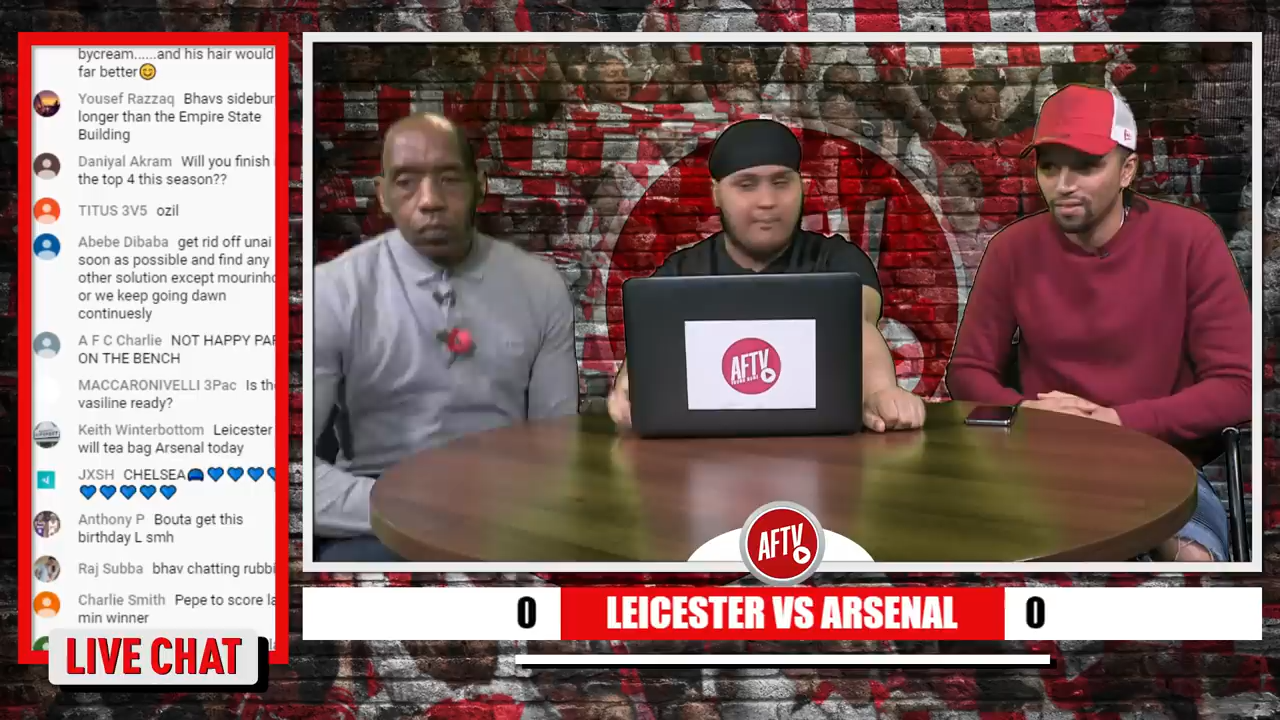 bycream......and his hair would
far better
Yousef Razzaq Bhavs sidebur
longer than the Empire State
Building
Daniyal Akram Will you finish
the top 4 this season??
TITUS 3V5 ozil
Abebe Dibaba get rid off unai
soon as possible and find any
other solution except mourinho
or we keep going dawn
continuesly
A F C Charlie NOT HAPPY PAR
ON THE BENCH
MACCARONIVELLI 3Pac Is the
vasiline ready?
Keith Winterbottom Leicester
will tea bag Arsenal today
JXSH CHELSEA
Anthony P Bouta get this
birthday L smh
Raj Subba bhav chatting rubbi
Charlie Smith Pepe to score la
min winner
LIVE CHAT
AFTV
AFTV
0 LEICESTER VS ARSENAL 0